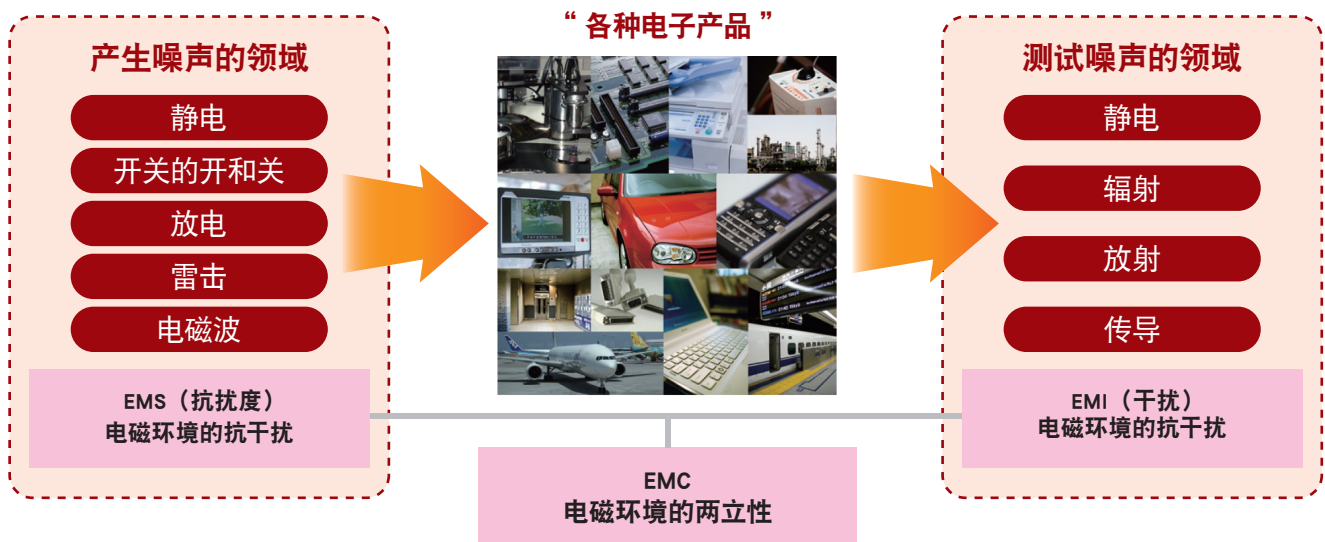 “ 各种电子产品 ”
产生噪声的领域
静电
开关的开和关
放电
雷击
电磁波
EMS（抗扰度）
电磁环境的抗干扰
测试噪声的领域
静电
辐射
放射
传导
EMI（干扰）
电磁环境的抗干扰
EMC
电磁环境的两立性